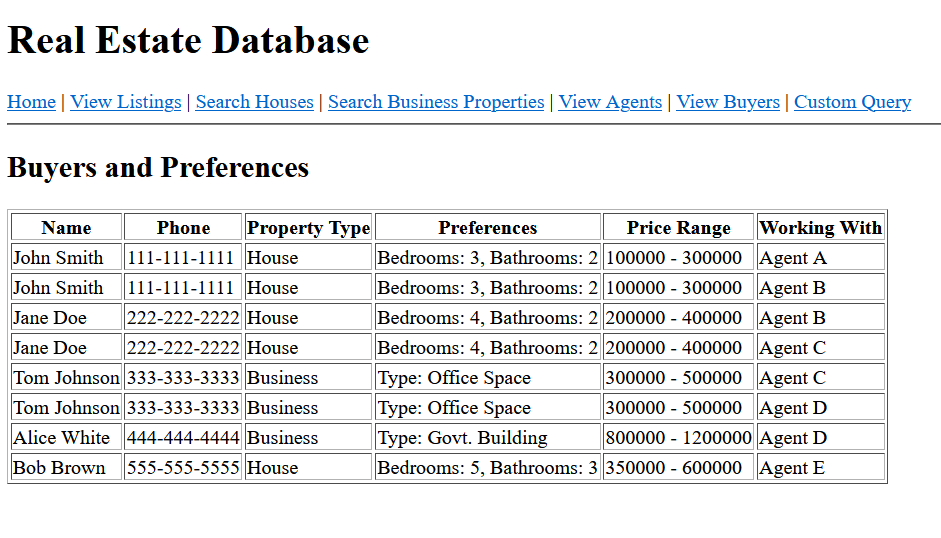 Real Estate Database
Home | View Listings | Search Houses | Search Business Properties | View Agents | View Buyers | Custom Query
Buyers and Preferences
Name Phone Property Type Preferences Price Range Working With
John Smith 111-111-1111 House Bedrooms: 3, Bathrooms: 2 100000 - 300000 Agent A
John Smith 111-111-1111 House Bedrooms: 3, Bathrooms: 2 100000 - 300000 Agent B
Jane Doe 222-222-2222 House Bedrooms: 4, Bathrooms: 2 200000 - 400000 Agent B
Jane Doe 222-222-2222 House Bedrooms: 4, Bathrooms: 2 200000 - 400000 Agent C
Tom Johnson 333-333-3333 Business Type: Office Space 300000 - 500000 Agent C
Tom Johnson 333-333-3333 Business Type: Office Space 300000 - 500000 Agent D
Alice White 444-444-4444 Business Type: Govt. Building 800000 - 1200000 Agent D
Bob Brown 555-555-5555 House Bedrooms: 5, Bathrooms: 3 350000 - 600000 Agent E